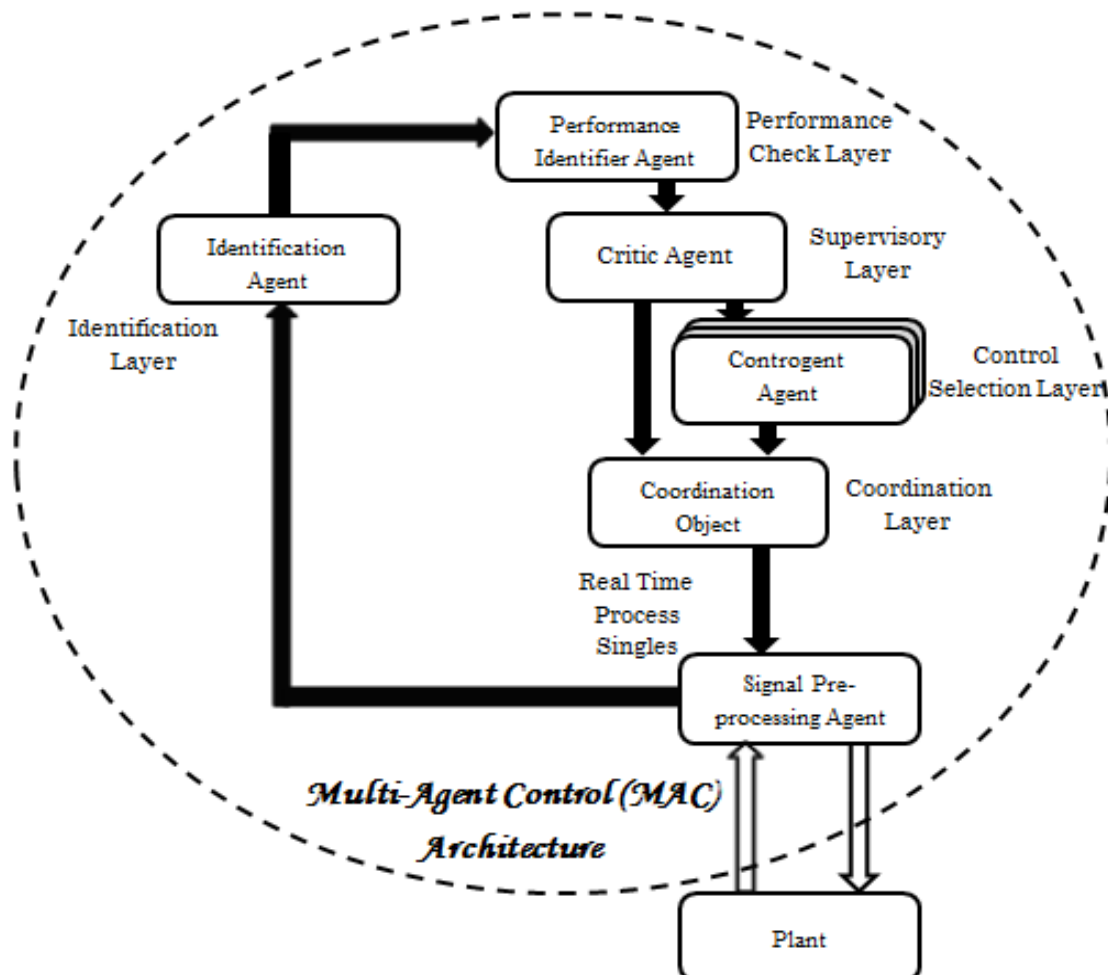 Performance
Identifier Agent
Performance
Check Layer
Identification
Agent
Critic Agent
Supervisory
Layer
Identification
Layer
Controgent
Agent
Control
Selection Layer
Coordination
Object
Coordination
Layer
Real Time
Process
Singles
Signal Pre-
processing Agent
Multi-Agent Control (MAC)
Architecture
Plant